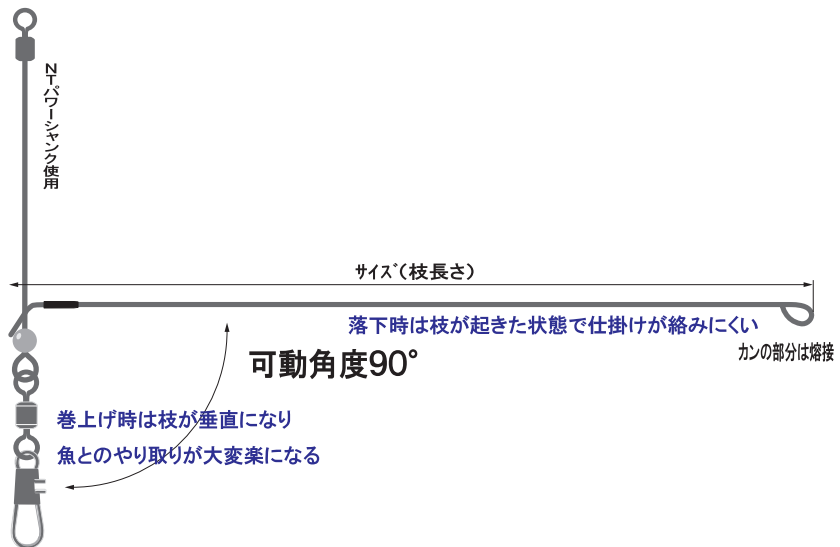 NTパワーシャンク使用
サイズ(枝長さ)
落下時は枝が起きた状態で仕掛けが絡みにくい
カンの部分は熔接
可動角度90°
巻上げ時は枝が垂直になり
魚とのやり取りが大変楽になる